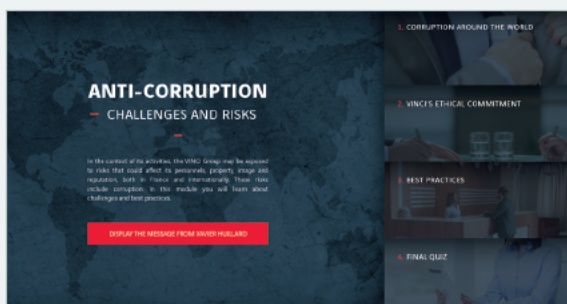 ANTI-CORRUPTION
CHALLENGES AND RISKS
In the context of its activities, the VINCI Group may be exposed
to risks that could affect its personnels, property, image and
reputation, both in France and internationally. These risks
include corruption. In this module you will learn about
challenges and best practices.
DISPLAY THE MESSAGE FROM XAVIER HUILLARD
1. CORRUPTION AROUND THE WORLD
2. VINCI'S ETHICAL COMMITMENT
3. BEST PRACTICES
4. FINAL QUIZ